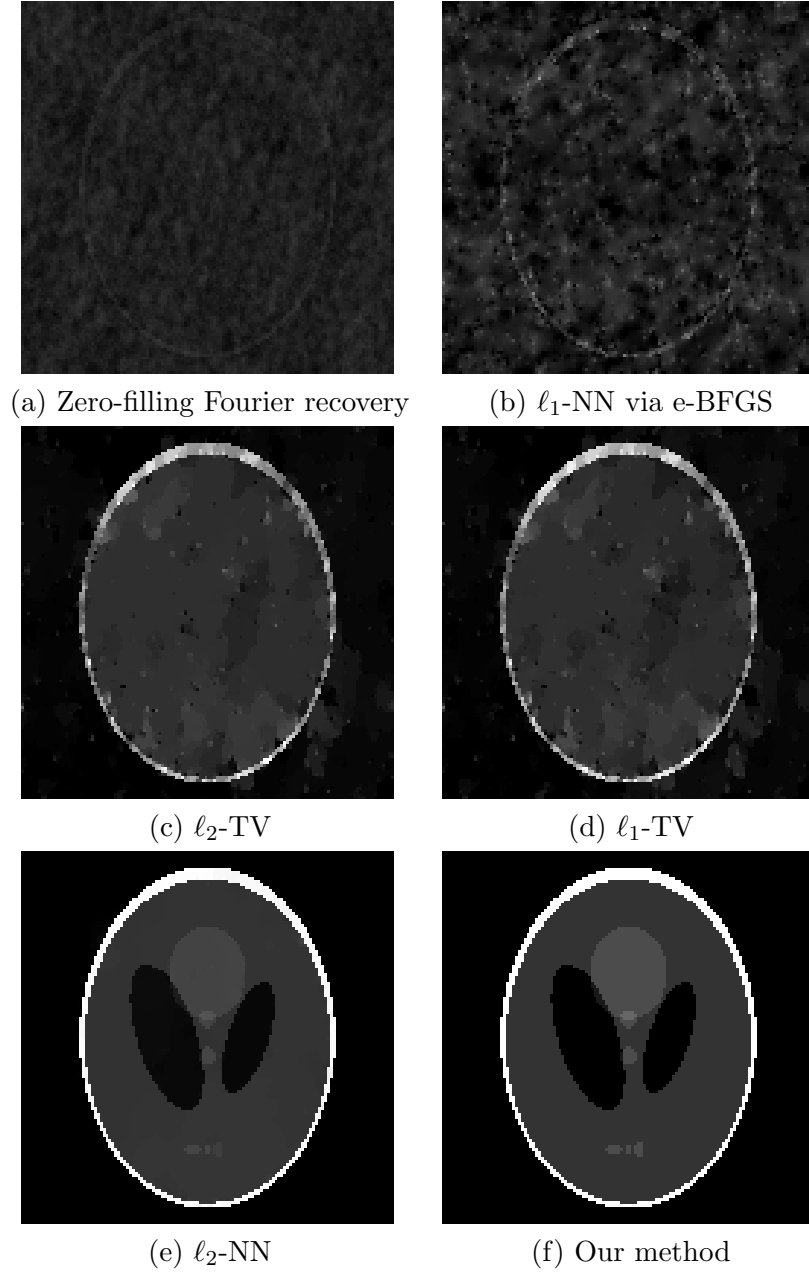 (a) Zero-filling Fourier recovery
(b) ℓ₁-NN via e-BFGS
(c) ℓ₂-TV
(d) ℓ₁-TV
(e) ℓ₂-NN
(f) Our method